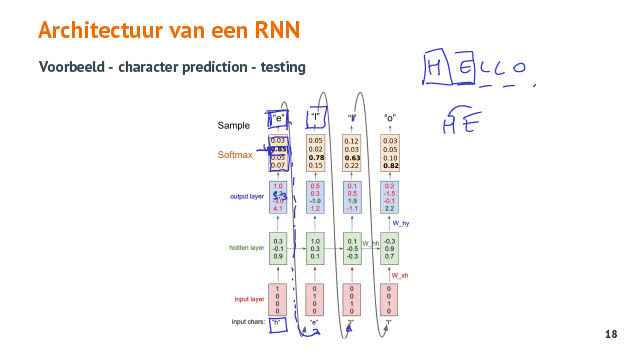 Architectuur van een RNN
Voorbeeld - character prediction - testing
HELLO
HE
Sample "e" "l" "l" "o"
Softmax
0.03 0.05 0.12 0.03
0.85 0.02 0.03 0.05
0.05 0.78 0.63 0.10
0.07 0.15 0.22 0.82
output layer
1.0 0.5 0.1 0.2
0.3 0.5 -1.5
-3.0 -1.0 1.9 -0.1
4.1 1.2 -1.1 2.2
W_hy
hidden layer
0.3 1.0 0.1 W_hh -0.3
-0.1 0.3 -0.5 0.9
0.9 0.1 -0.3 0.7
W_xh
input layer
1 0 0 0
0 1 0 0
0 0 1 1
0 0 0 0
input chars: "h" "e" "l" "l"
18